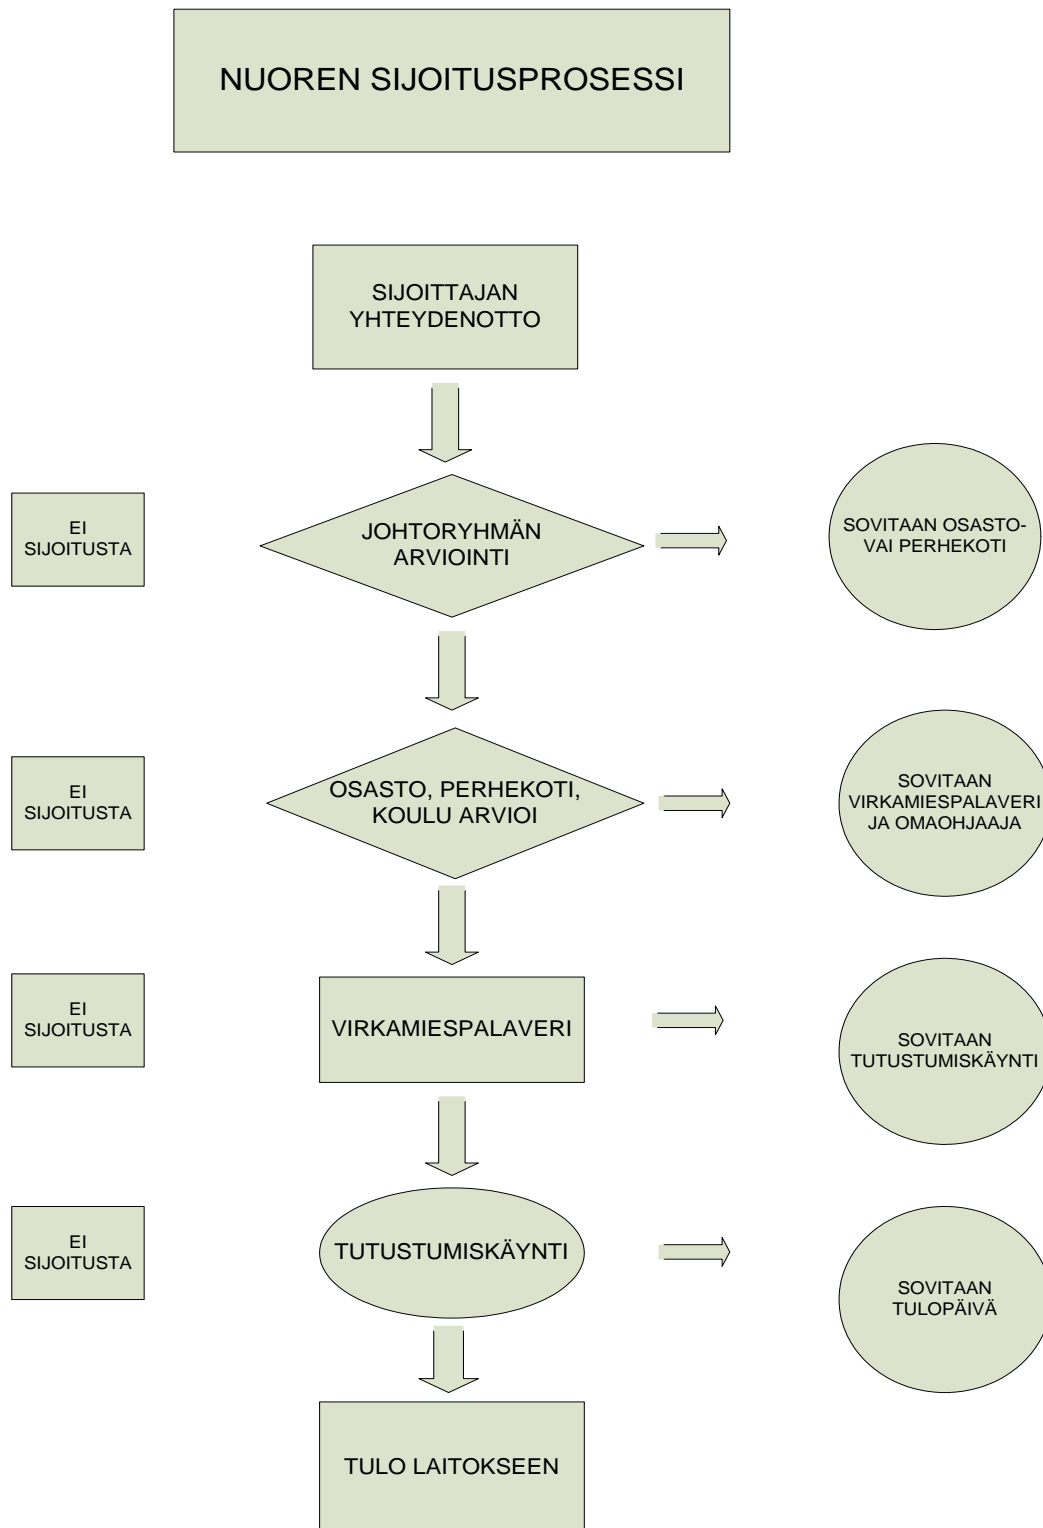 NUOREN SIJOITUSPROSESSI
SIJOITTAJAN
YHTEYDENOTTO
EI
SIJOITUSTA
JOHTORYHMÄN
ARVIOINTI
SOVITAAN OSASTO-
VAI PERHEKOTI
EI
SIJOITUSTA
OSASTO, PERHEKOTI,
KOULU ARVIOI
SOVITAAN
VIRKAMIESPALAVERI
JA OMAOHJAAJA
EI
SIJOITUSTA
VIRKAMIESPALAVERI
SOVITAAN
TUTUSTUMISKÄYNTI
EI
SIJOITUSTA
TUTUSTUMISKÄYNTI
SOVITAAN
TULOPÄIVÄ
TULO LAITOKSEEN